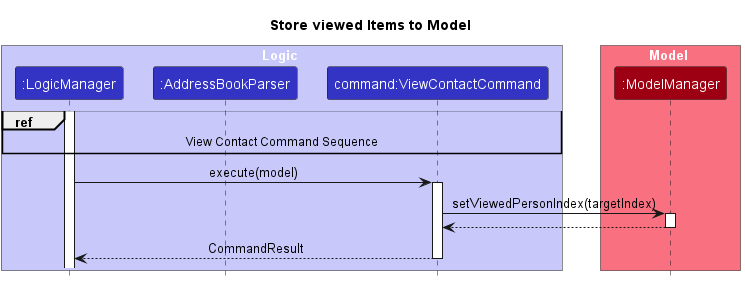 Store viewed Items to Model
Logic
Model
:LogicManager
:AddressBookParser
command:ViewContactCommand
:ModelManager
ref
View Contact Command Sequence
execute(model)
setViewedPersonIndex(targetIndex)
CommandResult